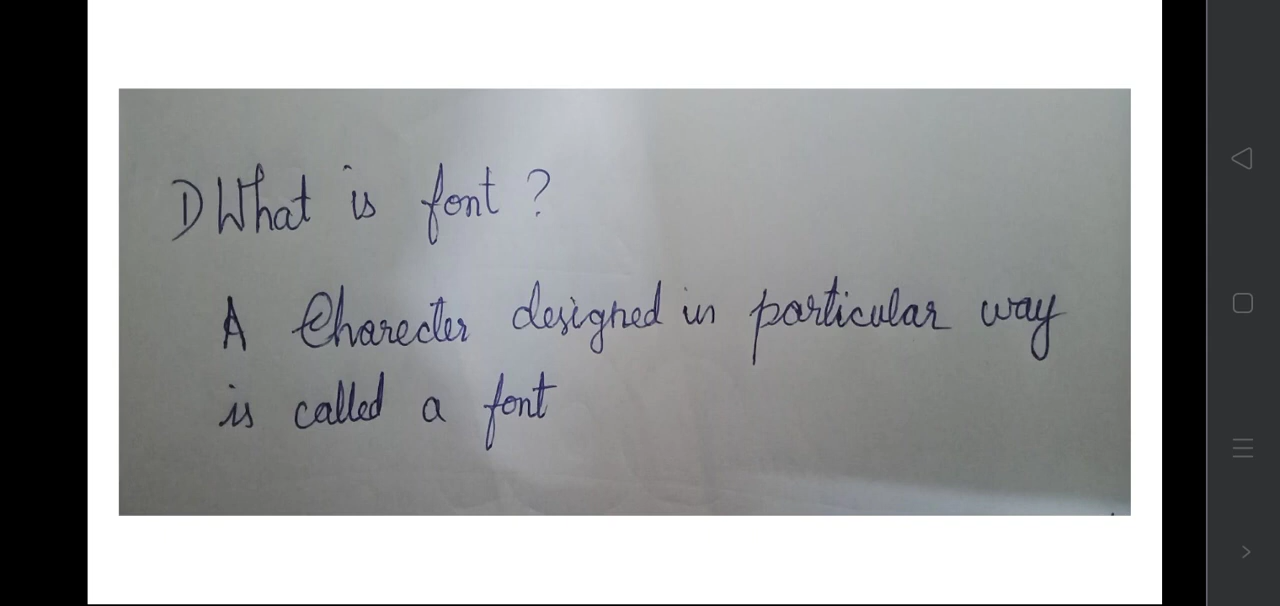 1) What is font ?
A Charecter designed in particular way
is called a font